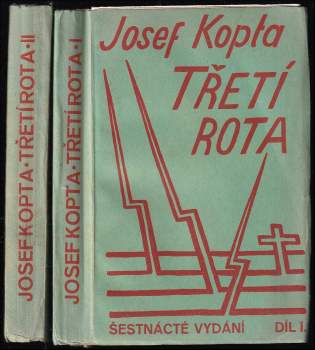 JOSEF KOPTA · TŘETÍ ROTA · II
JOSEF KOPTA · TŘETÍ ROTA · I
Josef Kopta
TŘETÍ
ROTA
ŠESTNÁCTÉ VYDÁNÍ DÍL I.